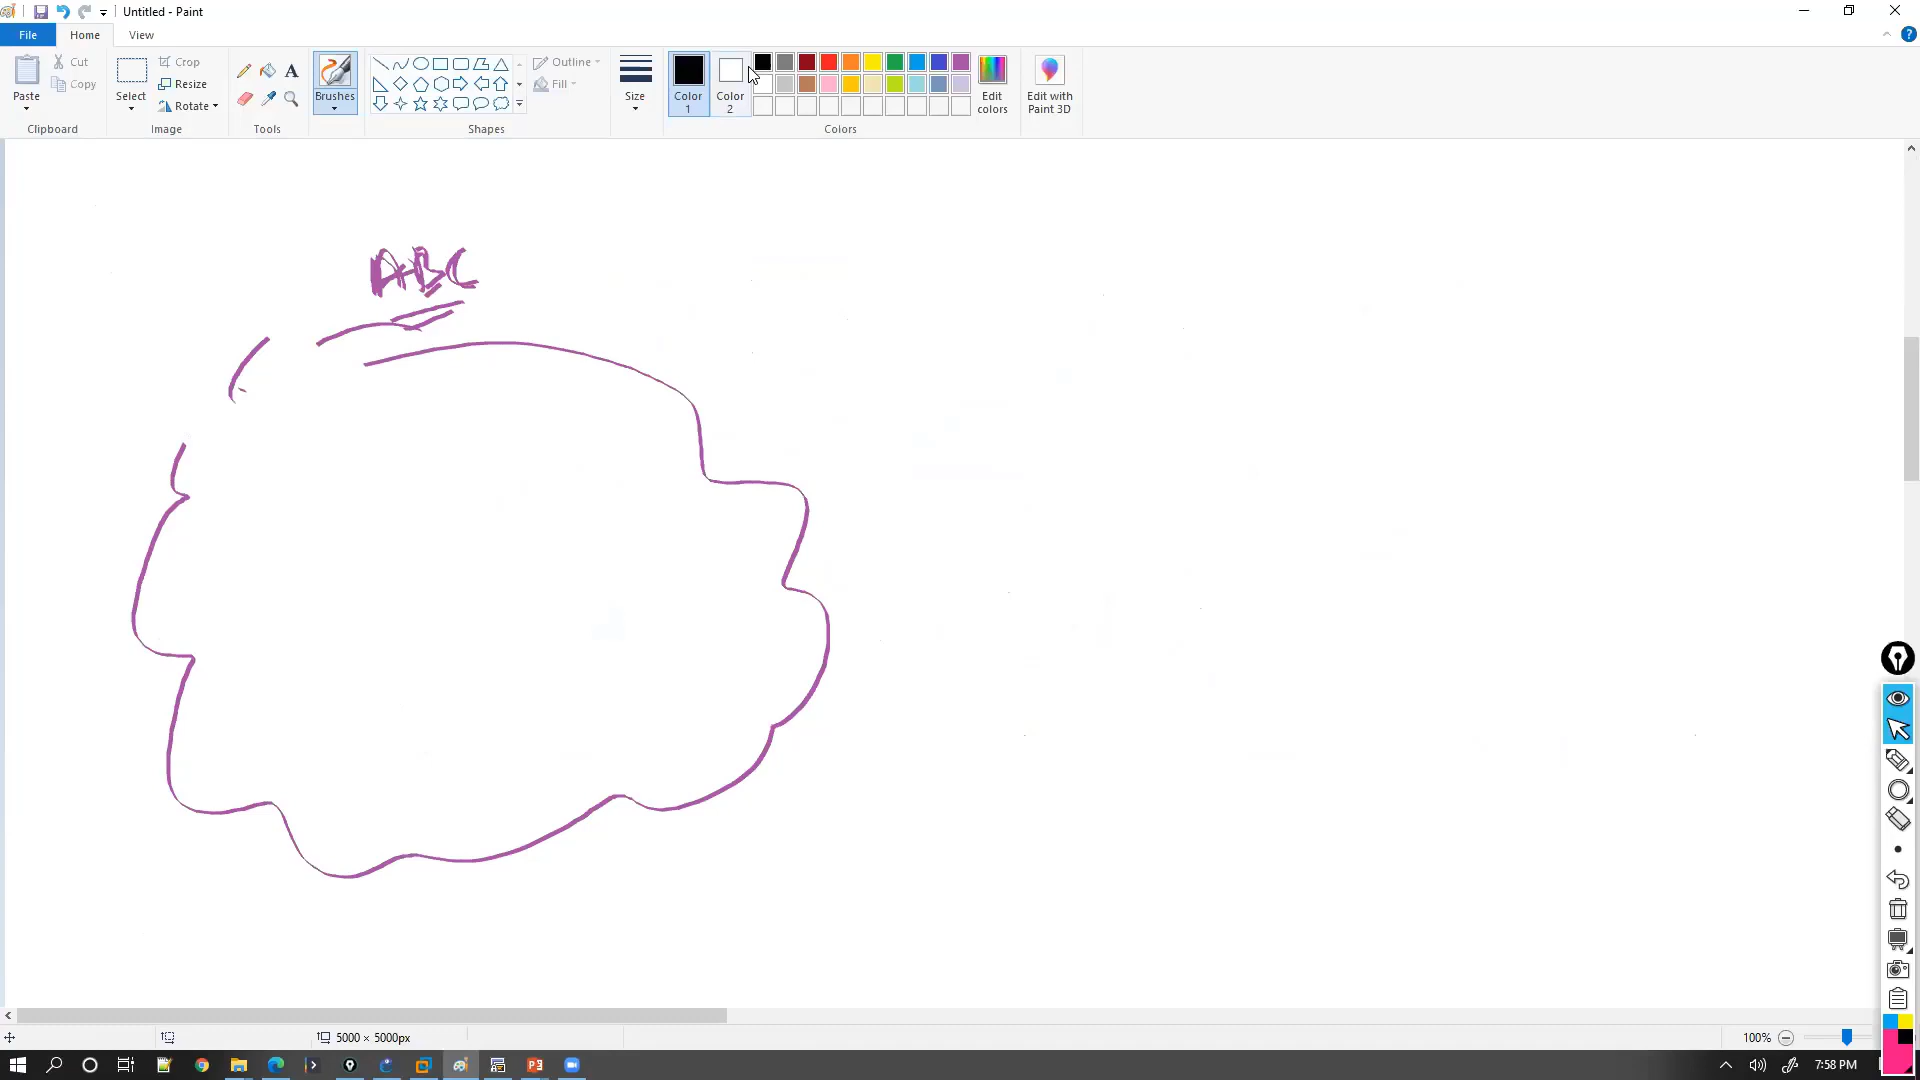 Untitled - Paint
File Home View
Paste
Cut
Copy
Clipboard
Select
Crop
Resize
Rotate
Image
Tools
Brushes
Shapes
Outline
Fill
Size
Color 1
Color 2
Colors
Edit colors
Edit with Paint 3D
ABC
5000 × 5000px
100%
7:58 PM